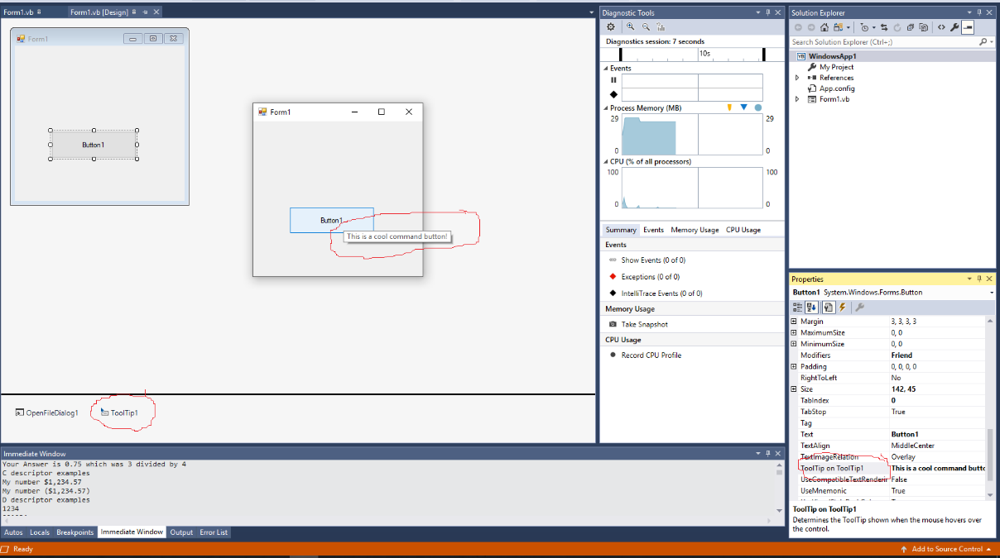 Form1.vb
Form1.vb [Design]
Form1
Button1
Form1
Button1
This is a cool command button!
OpenFileDialog1
ToolTip1
Immediate Window
Your Answer is 0.75 which was 3 divided by 4
C descriptor examples
My number $1,234.57
My number ($1,234.57)
D descriptor examples
1234
Autos Locals Breakpoints Immediate Window Output Error List
Ready
Add to Source Control
Diagnostic Tools
Diagnostics session: 7 seconds
10s
Events
Process Memory (MB)
29 29
0 0
CPU (% of all processors)
100 100
0 0
Summary Events Memory Usage CPU Usage
Events
Show Events (0 of 0)
Exceptions (0 of 0)
IntelliTrace Events (0 of 0)
Memory Usage
Take Snapshot
CPU Usage
Record CPU Profile
Solution Explorer
Search Solution Explorer (Ctrl+;)
VB WindowsApp1
My Project
References
App.config
Form1.vb
Properties
Button1 System.Windows.Forms.Button
Margin 3, 3, 3, 3
MaximumSize 0, 0
MinimumSize 0, 0
Modifiers Friend
Padding 0, 0, 0, 0
RightToLeft No
Size 142, 45
TabIndex 0
TabStop True
Tag
Text Button1
TextAlign MiddleCenter
TextImageRelation Overlay
ToolTip on ToolTip1 This is a cool command butto
UseCompatibleTextRenderin False
UseMnemonic True
ToolTip on ToolTip1
Determines the ToolTip shown when the mouse hovers over
the control.